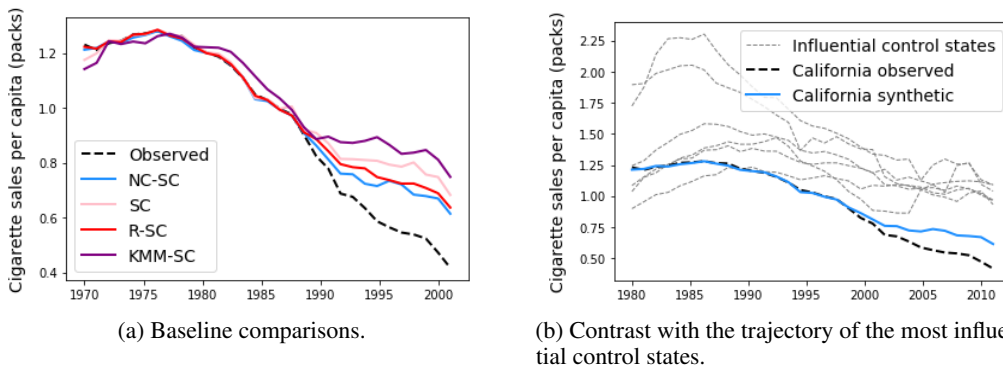 Cigarette sales per capita (packs)
1.2
1.0
0.8
0.6
0.4
Observed
NC-SC
SC
R-SC
KMM-SC
1970 1975 1980 1985 1990 1995 2000
(a) Baseline comparisons.
Cigarette sales per capita (packs)
2.25
2.00
1.75
1.50
1.25
1.00
0.75
0.50
Influential control states
California observed
California synthetic
1980 1985 1990 1995 2000 2005 2010
(b) Contrast with the trajectory of the most influe
tial control states.